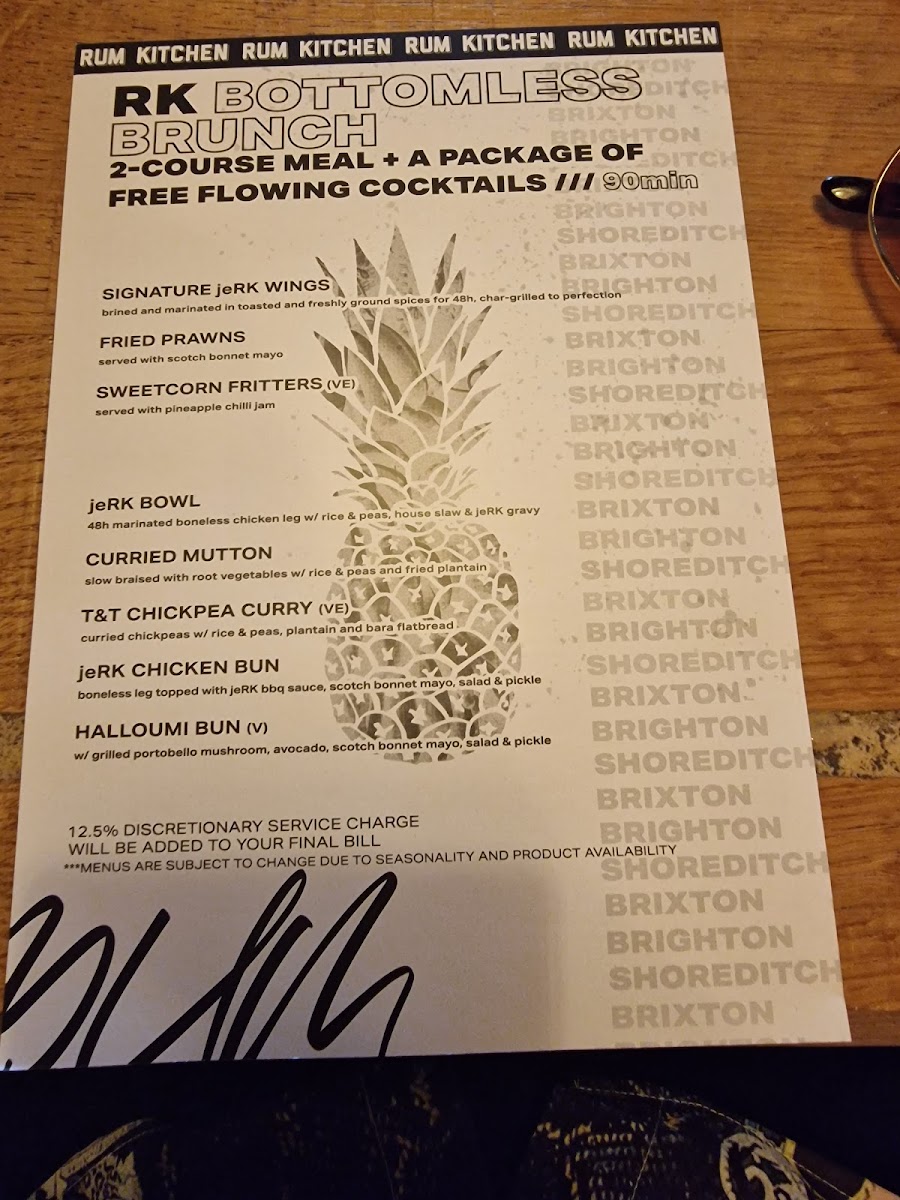 RUM KITCHEN RUM KITCHEN RUM KITCHEN RUM KITCHEN
RK BOTTOMLESS
BRUNCH
2-COURSE MEAL + A PACKAGE OF
FREE FLOWING COCKTAILS /// 90min
SIGNATURE jeRK WINGS
brined and marinated in toasted and freshly ground spices for 48h, char-grilled to perfection
FRIED PRAWNS
served with scotch bonnet mayo
SWEETCORN FRITTERS (VE)
served with pineapple chilli jam
jeRK BOWL
48h marinated boneless chicken leg w/ rice & peas, house slaw & jeRK gravy
CURRIED MUTTON
slow braised with root vegetables w/ rice & peas and fried plantain
T&T CHICKPEA CURRY (VE)
curried chickpeas w/ rice & peas, plantain and bara flatbread
jeRK CHICKEN BUN
boneless leg topped with jeRK bbq sauce, scotch bonnet mayo, salad & pickle
HALLOUMI BUN (V)
w/ grilled portobello mushroom, avocado, scotch bonnet mayo, salad & pickle
12.5% DISCRETIONARY SERVICE CHARGE
WILL BE ADDED TO YOUR FINAL BILL
***MENUS ARE SUBJECT TO CHANGE DUE TO SEASONALITY AND PRODUCT AVAILABILITY
BRIGHTON
SHOREDITCH
BRIXTON
BRIGHTON
SHOREDITCH
BRIXTON
BRIGHTON
SHOREDITCH
BRIXTON
BRIGHTON
SHOREDITCH
BRIXTON
BRIGHTON
SHOREDITCH
BRIXTON
BRIGHTON
SHOREDITCH
BRIXTON
BRIGHTON
SHOREDITCH
BRIXTON
BRIGHTON
SHOREDITCH
BRIXTON
BRIGHTON
SHOREDITCH
BRIXTON